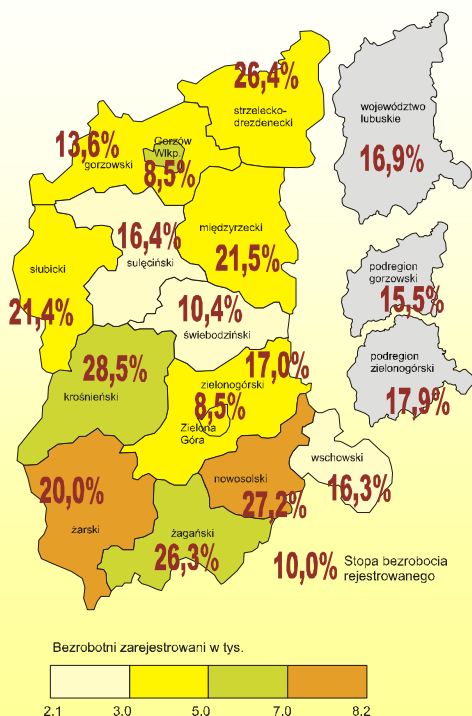 26,4%
strzelecko-
drezdenecki
województwo
lubuskie
16,9%
13,6%
gorzowski
Gorzów
Wlkp.
8,5%
16,4%
sulęciński
międzyrzecki
21,5%
słubicki
21,4%
podregion
gorzowski
15,5%
10,4%
świebodziński
28,5%
krośnieński
17,0%
zielonogórski
8,5%
Zielona
Góra
podregion
zielonogórski
17,9%
wschowski
16,3%
20,0%
żarski
nowosolski
27,2%
żagański
26,3%
10,0% Stopa bezrobocia
rejestrowanego
Bezrobotni zarejestrowani w tys.
2.1 3.0 5.0 7.0 8.2